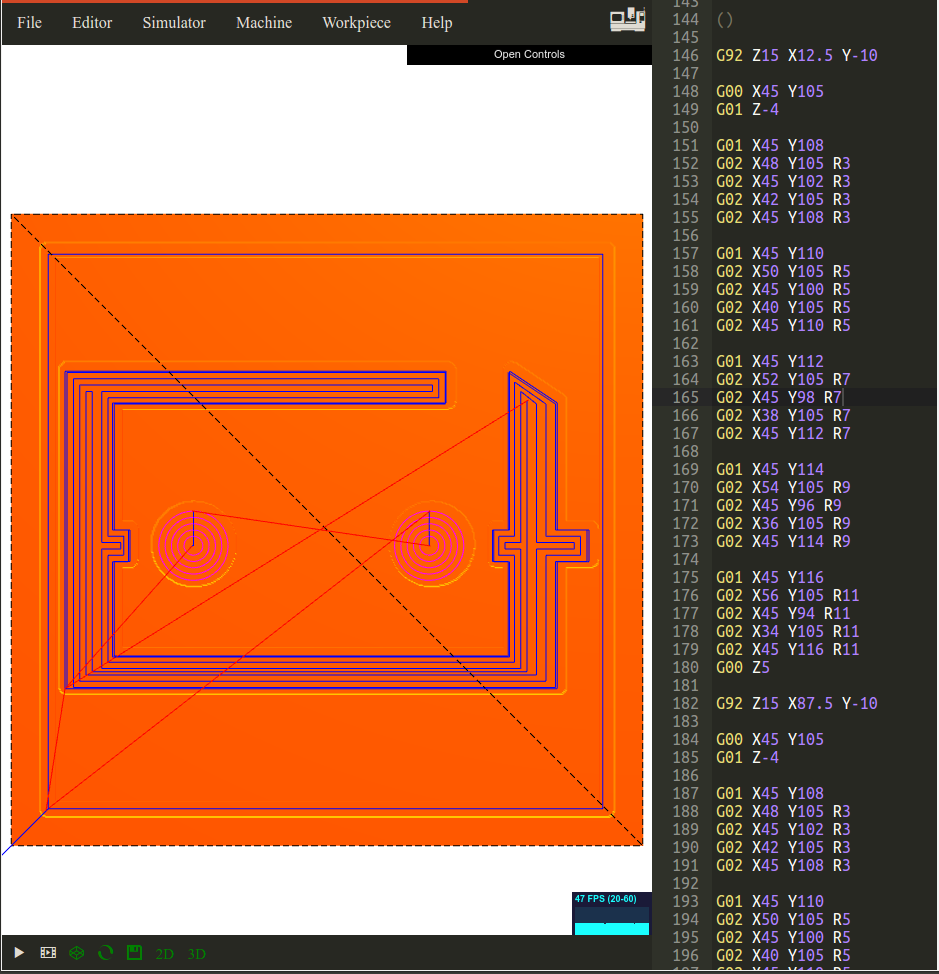 File Editor Simulator Machine Workpiece Help
Open Controls
47 FPS (20-60)
2D 3D
143
144 ()
145
146 G92 Z15 X12.5 Y-10
147
148 G00 X45 Y105
149 G01 Z-4
150
151 G01 X45 Y108
152 G02 X48 Y105 R3
153 G02 X45 Y102 R3
154 G02 X42 Y105 R3
155 G02 X45 Y108 R3
156
157 G01 X45 Y110
158 G02 X50 Y105 R5
159 G02 X45 Y100 R5
160 G02 X40 Y105 R5
161 G02 X45 Y110 R5
162
163 G01 X45 Y112
164 G02 X52 Y105 R7
165 G02 X45 Y98 R7
166 G02 X38 Y105 R7
167 G02 X45 Y112 R7
168
169 G01 X45 Y114
170 G02 X54 Y105 R9
171 G02 X45 Y96 R9
172 G02 X36 Y105 R9
173 G02 X45 Y114 R9
174
175 G01 X45 Y116
176 G02 X56 Y105 R11
177 G02 X45 Y94 R11
178 G02 X34 Y105 R11
179 G02 X45 Y116 R11
180 G00 Z5
181
182 G92 Z15 X87.5 Y-10
183
184 G00 X45 Y105
185 G01 Z-4
186
187 G01 X45 Y108
188 G02 X48 Y105 R3
189 G02 X45 Y102 R3
190 G02 X42 Y105 R3
191 G02 X45 Y108 R3
192
193 G01 X45 Y110
194 G02 X50 Y105 R5
195 G02 X45 Y100 R5
196 G02 X40 Y105 R5